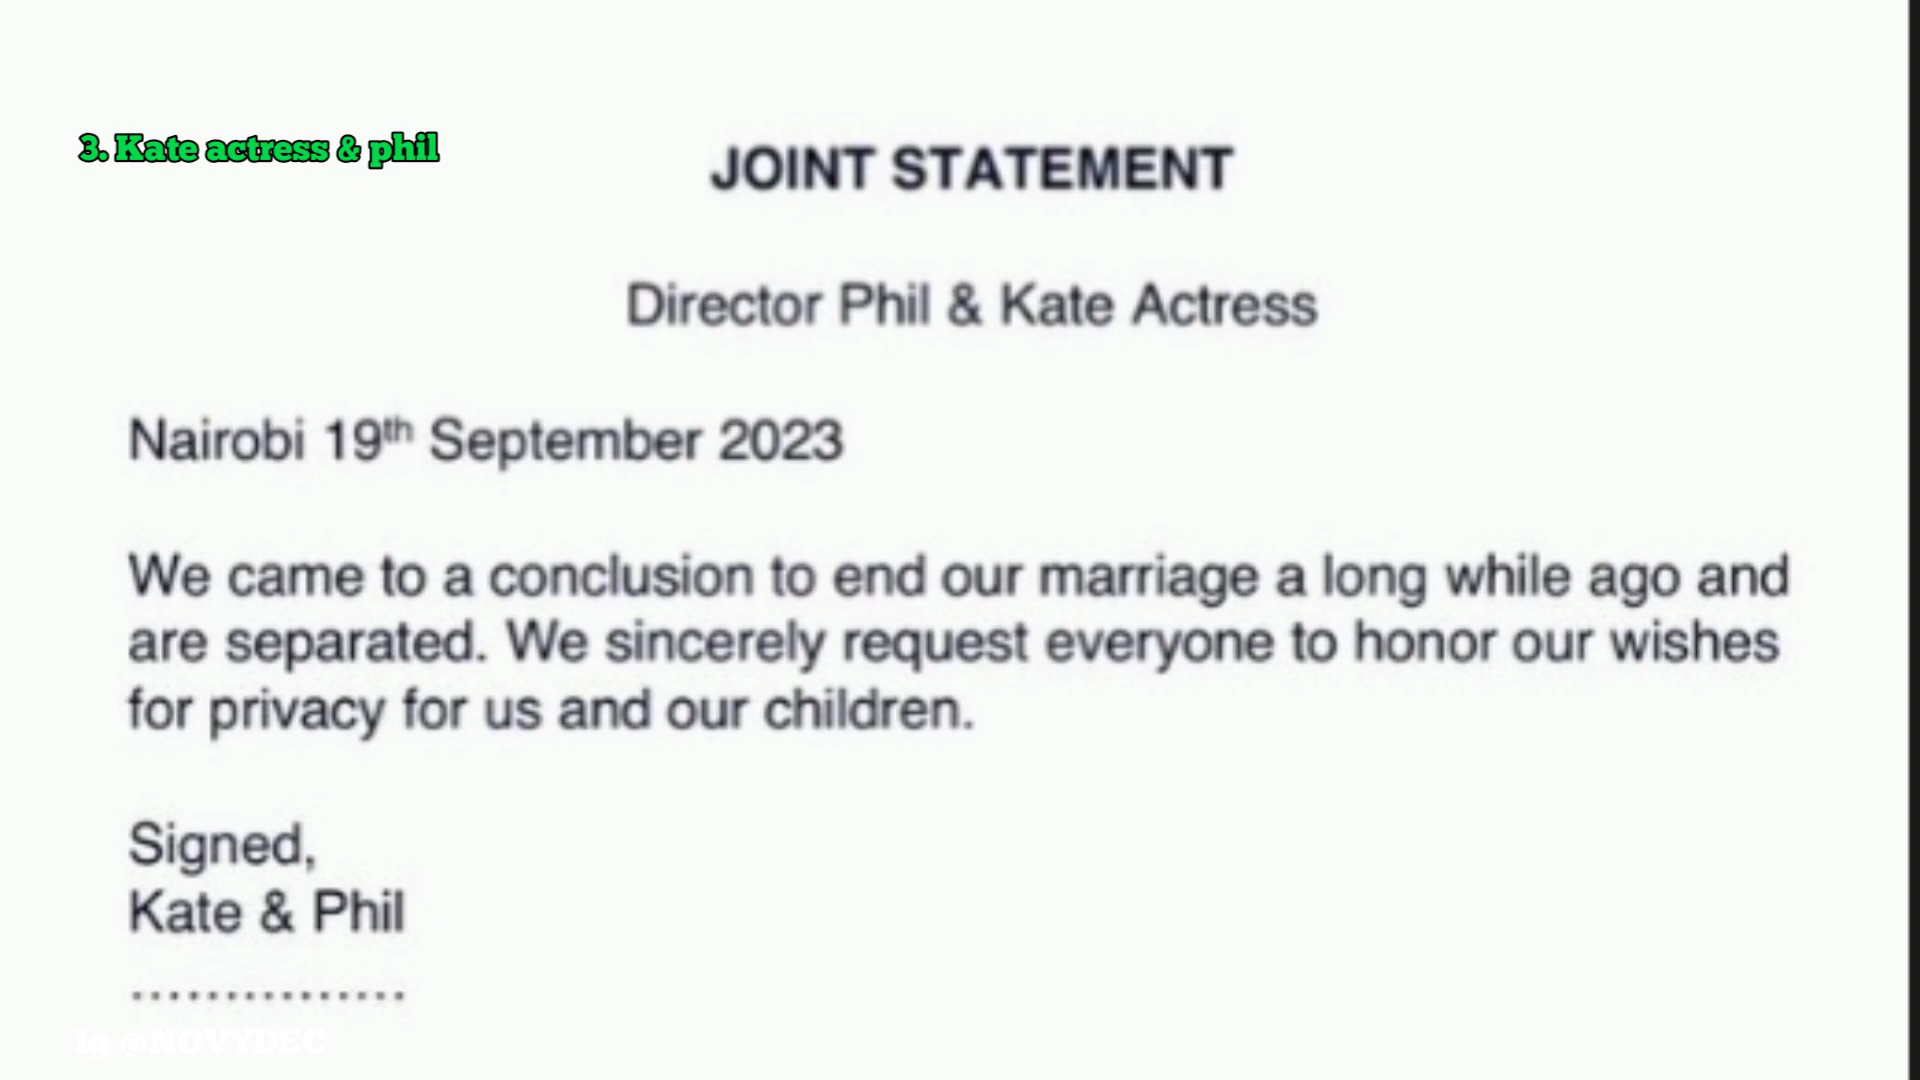 3. Kate actress & phil
JOINT STATEMENT
Director Phil & Kate Actress
Nairobi 19th September 2023
We came to a conclusion to end our marriage a long while ago and
are separated. We sincerely request everyone to honor our wishes
for privacy for us and our children.
Signed,
Kate & Phil
...............
Ig @NOVYDEC